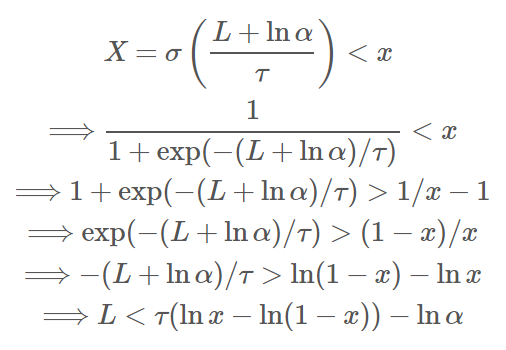 X = σ((L + ln α)/τ) < x
⟹ 1/(1 + exp(−(L + ln α)/τ)) < x
⟹ 1 + exp(−(L + ln α)/τ) > 1/x − 1
⟹ exp(−(L + ln α)/τ) > (1 − x)/x
⟹ −(L + ln α)/τ > ln(1 − x) − ln x
⟹ L < τ(ln x − ln(1 − x)) − ln α